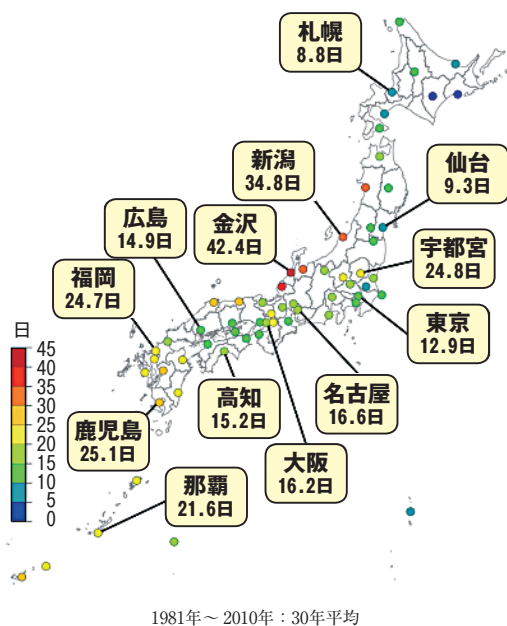 札幌
8.8日
新潟
34.8日
仙台
9.3日
広島
14.9日
金沢
42.4日
宇都宮
24.8日
福岡
24.7日
東京
12.9日
日
45
40
35
30
25
20
15
10
5
0
高知
15.2日
名古屋
16.6日
鹿児島
25.1日
大阪
16.2日
那覇
21.6日
1981年～2010年：30年平均